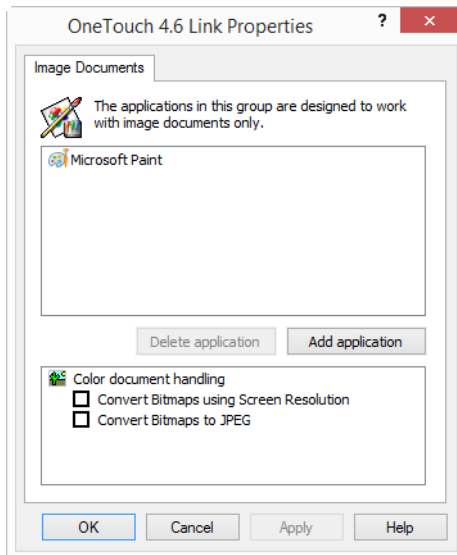 OneTouch 4.6 Link Properties
?
Image Documents
The applications in this group are designed to work
with image documents only.
Microsoft Paint
Delete application
Add application
Color document handling
Convert Bitmaps using Screen Resolution
Convert Bitmaps to JPEG
OK
Cancel
Apply
Help